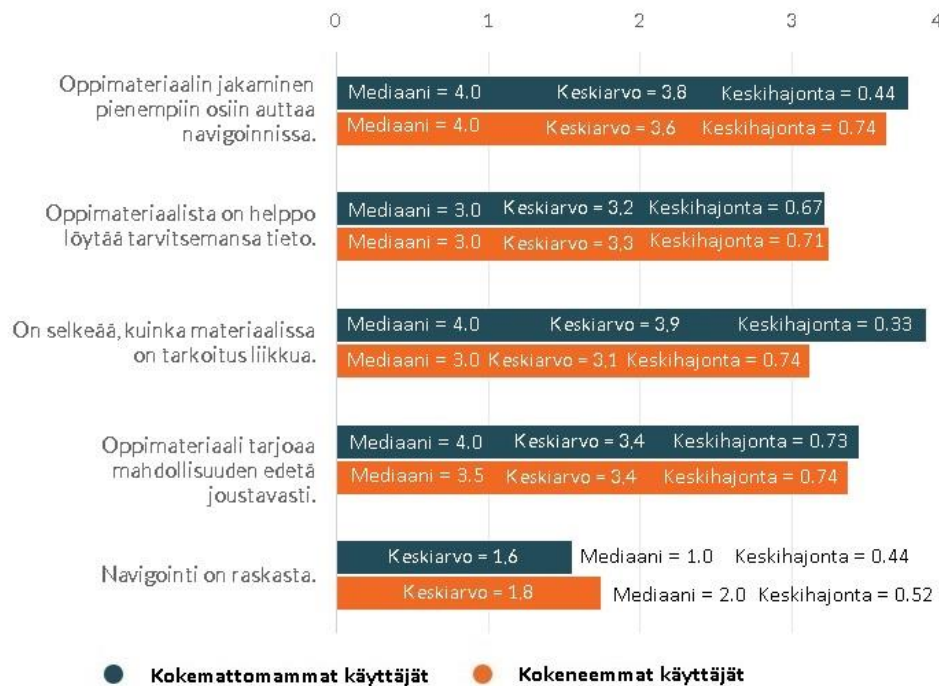 0 1 2 3 4
Oppimateriaalin jakaminen
pienempiin osiin auttaa
navigoinnissa.
Mediaani = 4.0 Keskiarvo = 3,8 Keskihajonta = 0.44
Mediaani = 4.0 Keskiarvo = 3,6 Keskihajonta = 0.74
Oppimateriaalista on helppo
löytää tarvitsemansa tieto.
Mediaani = 3.0 Keskiarvo = 3,2 Keskihajonta = 0.67
Mediaani = 3.0 Keskiarvo = 3,3 Keskihajonta = 0.71
On selkeää, kuinka materiaalissa
on tarkoitus liikkua.
Mediaani = 4.0 Keskiarvo = 3,9 Keskihajonta = 0.33
Mediaani = 3.0 Keskiarvo = 3,1 Keskihajonta = 0.74
Oppimateriaali tarjoaa
mahdollisuuden edetä
joustavasti.
Mediaani = 4.0 Keskiarvo = 3,4 Keskihajonta = 0.73
Mediaani = 3.5 Keskiarvo = 3,4 Keskihajonta = 0.74
Navigointi on raskasta.
Keskiarvo = 1,6 Mediaani = 1.0 Keskihajonta = 0.44
Keskiarvo = 1,8 Mediaani = 2.0 Keskihajonta = 0.52
Kokemattomammat käyttäjät Kokeneemmat käyttäjät